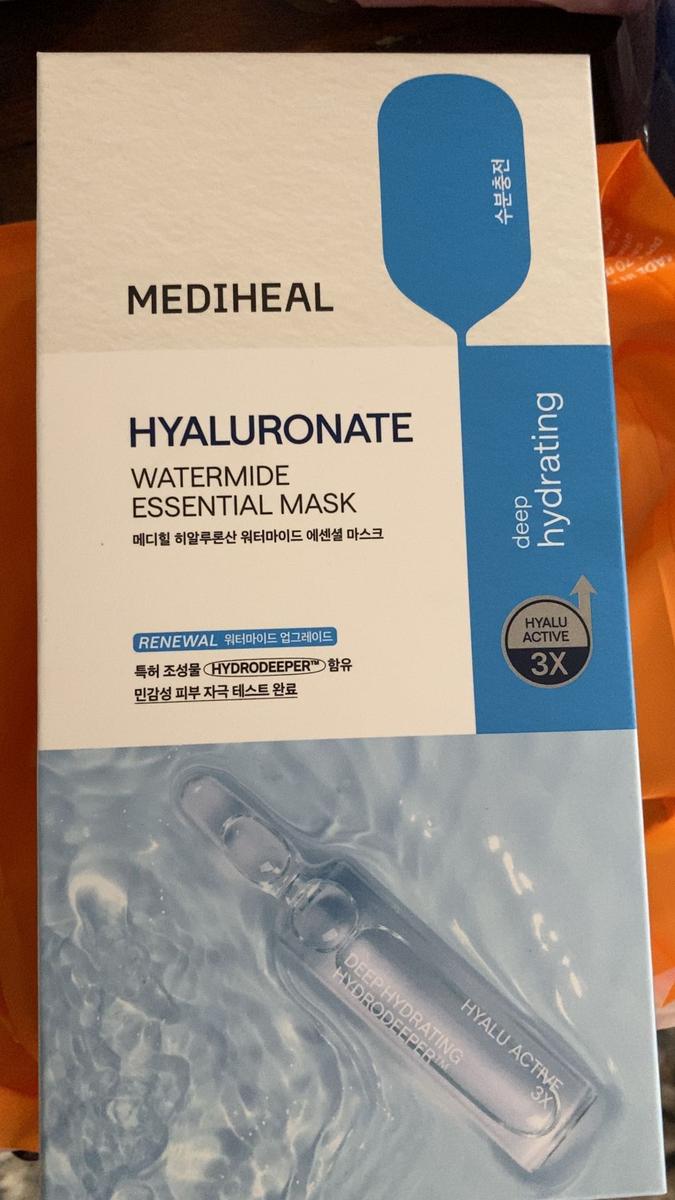 수분충전
MEDIHEAL
HYALURONATE
WATERMIDE
ESSENTIAL MASK
메디힐 히알루론산 워터마이드 에센셜 마스크
deep
hydrating
HYALU
ACTIVE
3X
RENEWAL 워터마이드 업그레이드
특허 조성물 HYDRODEEPER™ 함유
민감성 피부 자극 테스트 완료
DEEP HYDRATING
HYDRODEEPER™
HYALU ACTIVE
3X